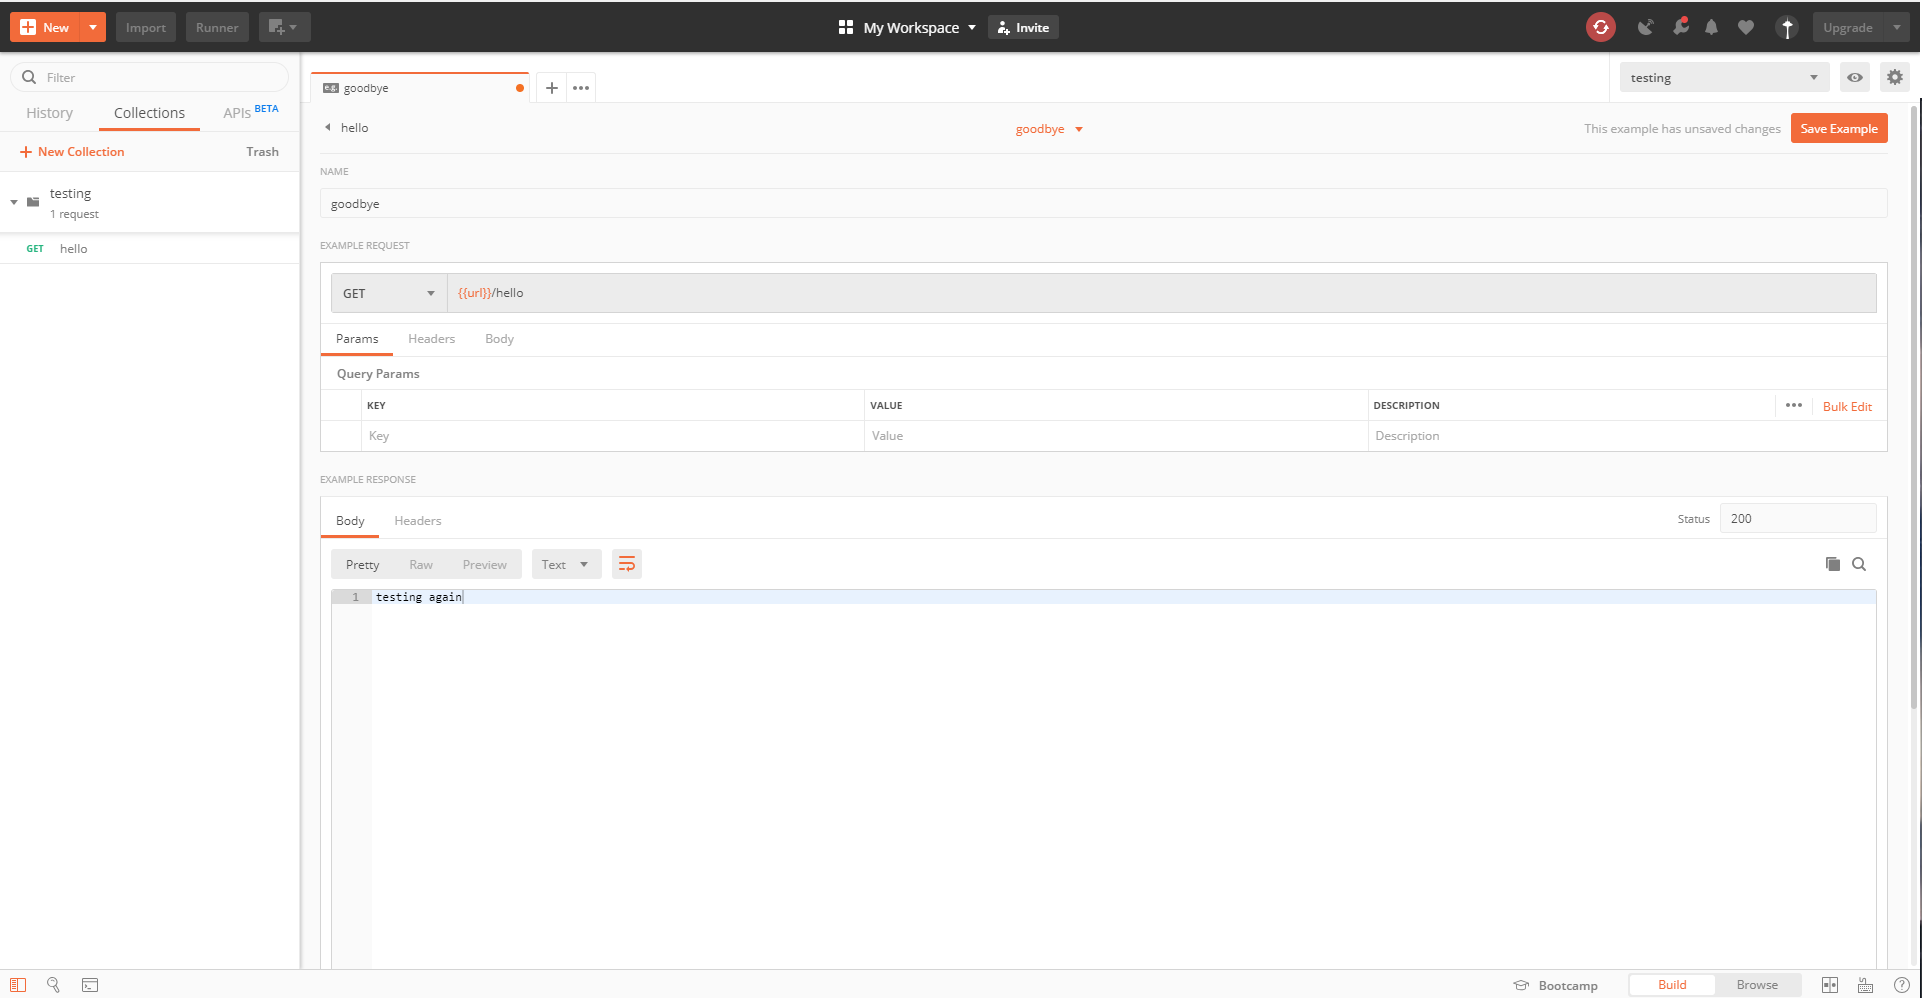 New Import Runner My Workspace Invite Upgrade
Filter
History Collections APIs BETA
New Collection Trash
testing
1 request
GET hello
e.g. goodbye
testing
hello goodbye This example has unsaved changes Save Example
NAME
goodbye
EXAMPLE REQUEST
GET {{url}}/hello
Params Headers Body
Query Params
KEY VALUE DESCRIPTION Bulk Edit
Key Value Description
EXAMPLE RESPONSE
Body Headers Status 200
Pretty Raw Preview Text
1 testing again
Bootcamp Build Browse